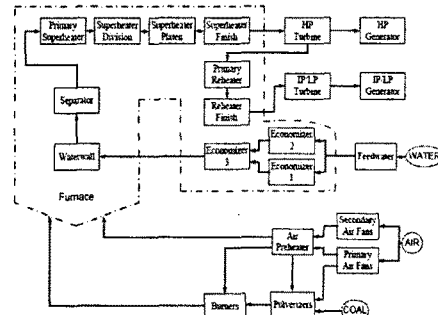 Primary
Superheater
Superheater
Division
Superheater
Platen
Superheater
Finish
HP
Turbine
HP
Generator
Primary
Reheater
Reheater
Finish
IP/LP
Turbine
IP/LP
Generator
Separator
Waterwall
Economizer
3
Economizer
2
Economizer
1
Feedwater
WATER
Furnace
Air
Preheater
Secondary
Air Fans
Primary
Air Fans
AIR
Burners
Pulverizers
COAL